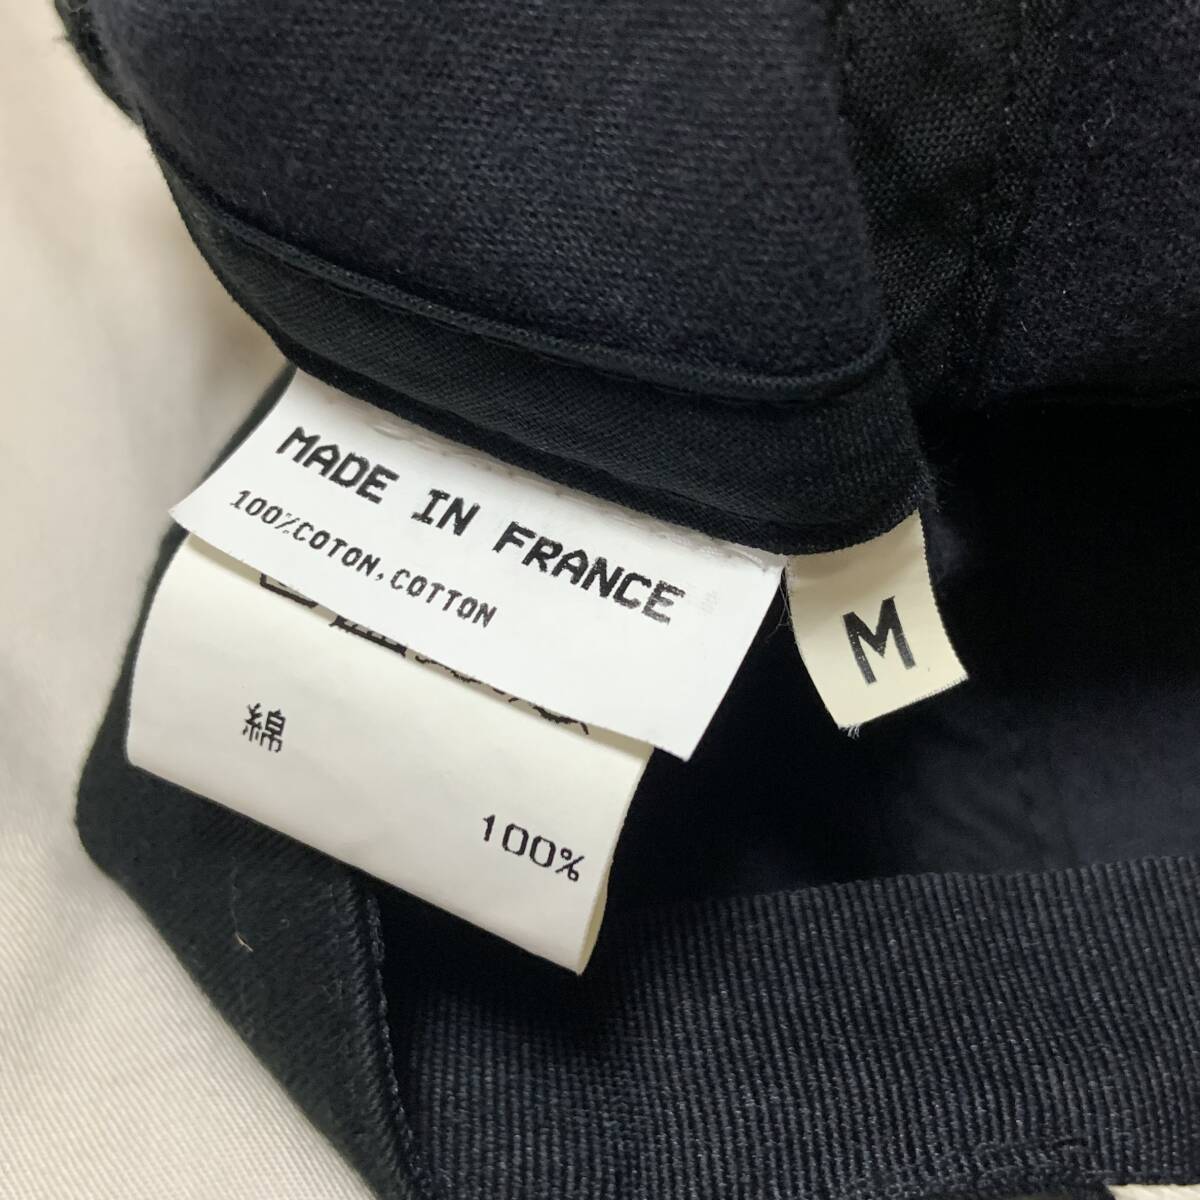 MADE IN FRANCE
100%COTON,COTTON
M
綿
100%